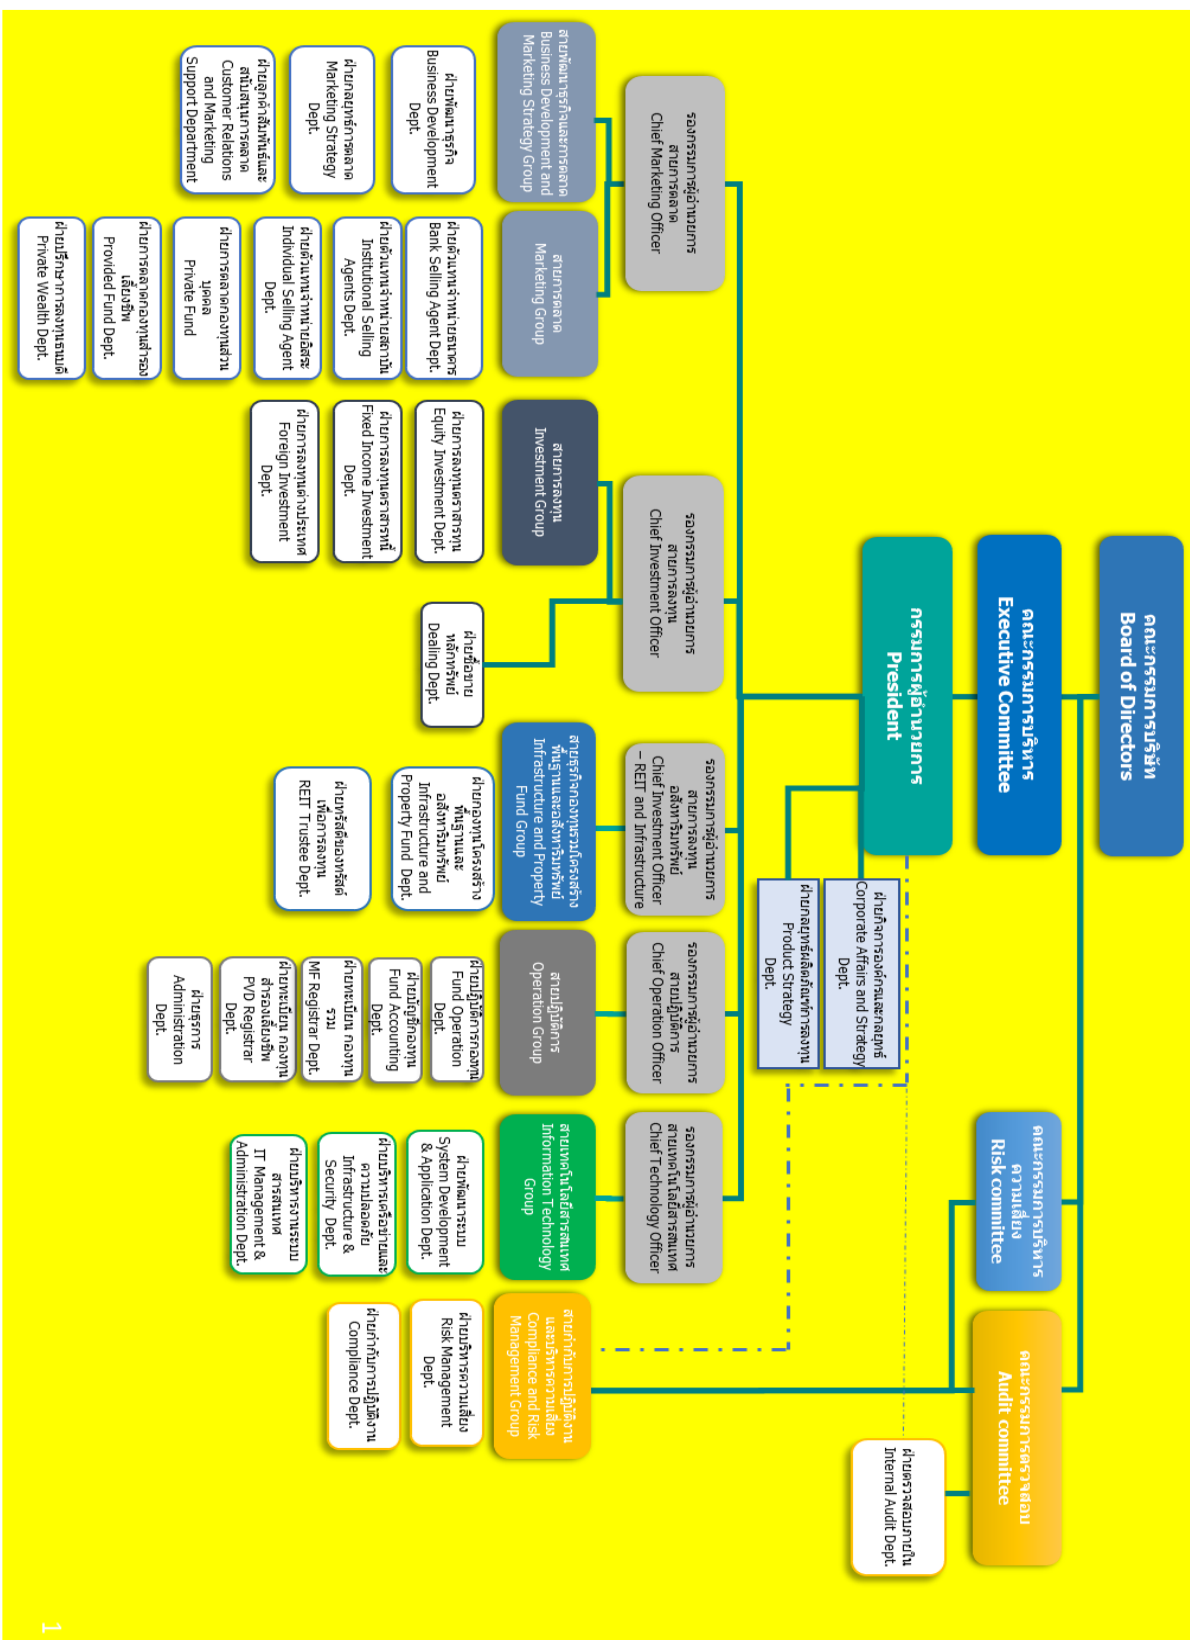 คณะกรรมการบริษัท
Board of Directors
คณะกรรมการบริหาร
Executive Committee
คณะกรรมการบริหาร
ความเสี่ยง
Risk committee
คณะกรรมการตรวจสอบ
Audit committee
กรรมการผู้อำนวยการ
President
ฝ่ายตรวจสอบภายใน
Internal Audit Dept.
ฝ่ายกิจการองค์กรและกลยุทธ์
Corporate Affairs and Strategy
Dept.
ฝ่ายกลยุทธ์ผลิตภัณฑ์การลงทุน
Product Strategy
Dept.
รองกรรมการผู้อำนวยการ
สายการตลาด
Chief Marketing Officer
รองกรรมการผู้อำนวยการ
สายการลงทุน
Chief Investment Officer
รองกรรมการผู้อำนวยการ
สายการลงทุน
อสังหาริมทรัพย์
Chief Investment Officer
– REIT and Infrastructure
รองกรรมการผู้อำนวยการ
สายปฏิบัติการ
Chief Operation Officer
รองกรรมการผู้อำนวยการ
สายเทคโนโลยีสารสนเทศ
Chief Technology Officer
สายพัฒนาธุรกิจและการตลาด
Business Development and
Marketing Strategy Group
สายการตลาด
Marketing Group
สายการลงทุน
Investment Group
สายธุรกิจกองทุนรวมโครงสร้าง
พื้นฐานและอสังหาริมทรัพย์
Infrastructure and Property
Fund Group
สายปฏิบัติการ
Operation Group
สายเทคโนโลยีสารสนเทศ
Information Technology
Group
สายกำกับการปฏิบัติงาน
และบริหารความเสี่ยง
Compliance and Risk
Management Group
ฝ่ายพัฒนาธุรกิจ
Business Development
Dept.
ฝ่ายกลยุทธ์การตลาด
Marketing Strategy
Dept.
ฝ่ายลูกค้าสัมพันธ์และ
สนับสนุนการตลาด
Customer Relations
and Marketing
Support Department
ฝ่ายตัวแทนจำหน่ายธนาคาร
Bank Selling Agent Dept.
ฝ่ายตัวแทนจำหน่ายสถาบัน
Institutional Selling
Agents Dept.
ฝ่ายตัวแทนจำหน่ายอิสระ
Individual Selling Agent
Dept.
ฝ่ายการตลาดกองทุนส่วน
บุคคล
Private Fund
ฝ่ายการตลาดกองทุนสำรอง
เลี้ยงชีพ
Provided Fund Dept.
ฝ่ายปรึกษาการลงทุนธนบดี
Private Wealth Dept.
ฝ่ายการลงทุนตราสารทุน
Equity Investment Dept.
ฝ่ายการลงทุนตราสารหนี้
Fixed Income Investment
Dept.
ฝ่ายการลงทุนต่างประเทศ
Foreign Investment
Dept.
ฝ่ายซื้อขาย
หลักทรัพย์
Dealing Dept.
ฝ่ายกองทุนโครงสร้าง
พื้นฐานและ
อสังหาริมทรัพย์
Infrastructure and
Property Fund Dept.
ฝ่ายทรัสตีของทรัสต์
เพื่อการลงทุน
REIT Trustee Dept.
ฝ่ายปฏิบัติการกองทุน
Fund Operation
Dept.
ฝ่ายบัญชีกองทุน
Fund Accounting
Dept.
ฝ่ายทะเบียน กองทุน
รวม
MF Registrar Dept.
ฝ่ายทะเบียน กองทุน
สำรองเลี้ยงชีพ
PVD Registrar
Dept.
ฝ่ายธุรการ
Administration
Dept.
ฝ่ายพัฒนาระบบ
System Development
& Application Dept.
ฝ่ายบริหารเครือข่ายและ
ความปลอดภัย
Infrastructure &
Security Dept.
ฝ่ายบริหารงานระบบ
สารสนเทศ
IT Management &
Administration Dept.
ฝ่ายบริหารความเสี่ยง
Risk Management
Dept.
ฝ่ายกำกับการปฏิบัติงาน
Compliance Dept.
1